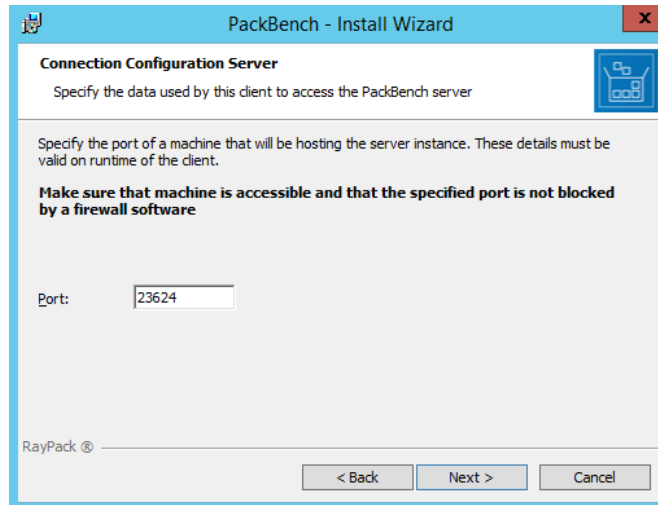 PackBench - Install Wizard
x
Connection Configuration Server
Specify the data used by this client to access the PackBench server
Specify the port of a machine that will be hosting the server instance. These details must be
valid on runtime of the client.
Make sure that machine is accessible and that the specified port is not blocked
by a firewall software
Port: 23624
RayPack ®
< Back Next > Cancel